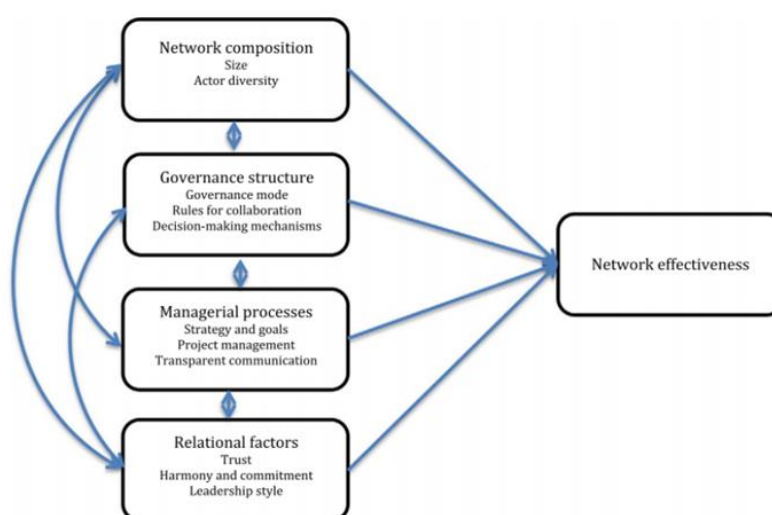 Network composition
Size
Actor diversity
Governance structure
Governance mode
Rules for collaboration
Decision-making mechanisms
Managerial processes
Strategy and goals
Project management
Transparent communication
Relational factors
Trust
Harmony and commitment
Leadership style
Network effectiveness